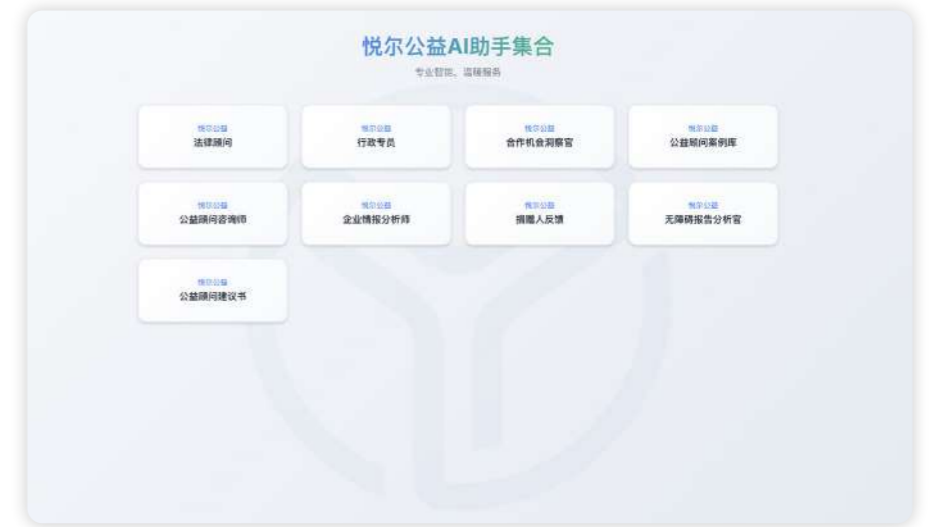 悦尔公益AI助手集合
专业智能，温暖服务
悦尔公益
法律顾问
悦尔公益
行政专员
悦尔公益
合作机会洞察官
悦尔公益
公益顾问案例库
悦尔公益
公益顾问咨询师
悦尔公益
企业情报分析师
悦尔公益
捐赠人反馈
悦尔公益
无障碍报告分析官
悦尔公益
公益顾问建议书